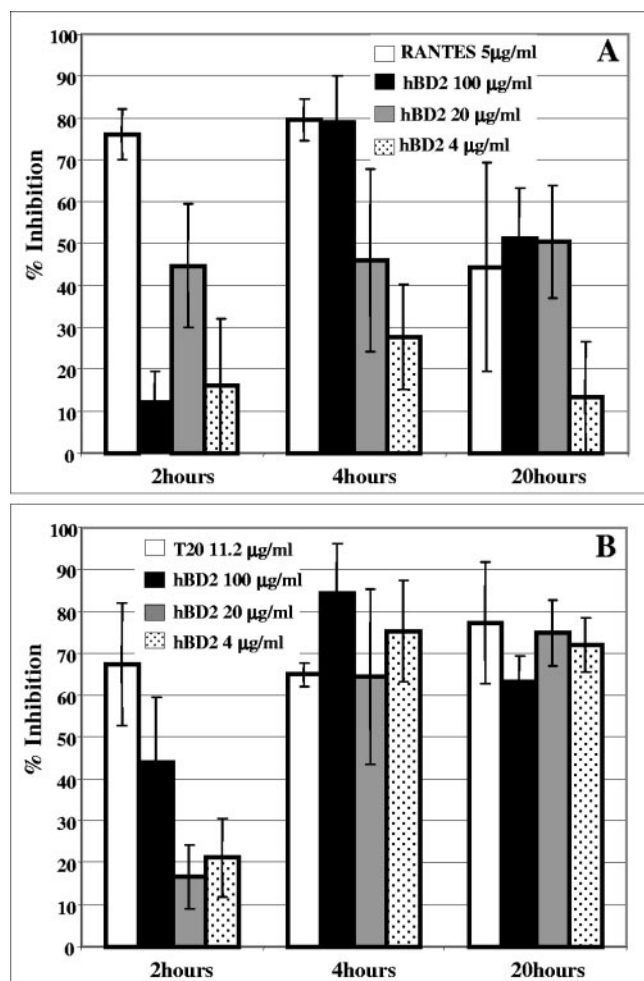 A
RANTES 5µg/ml
hBD2 100 µg/ml
hBD2 20 µg/ml
hBD2 4 µg/ml
% Inhibition
100
90
80
70
60
50
40
30
20
10
0
2hours 4hours 20hours
B
T20 11.2 µg/ml
hBD2 100 µg/ml
hBD2 20 µg/ml
hBD2 4 µg/ml
% Inhibition
100
90
80
70
60
50
40
30
20
10
0
2hours 4hours 20hours